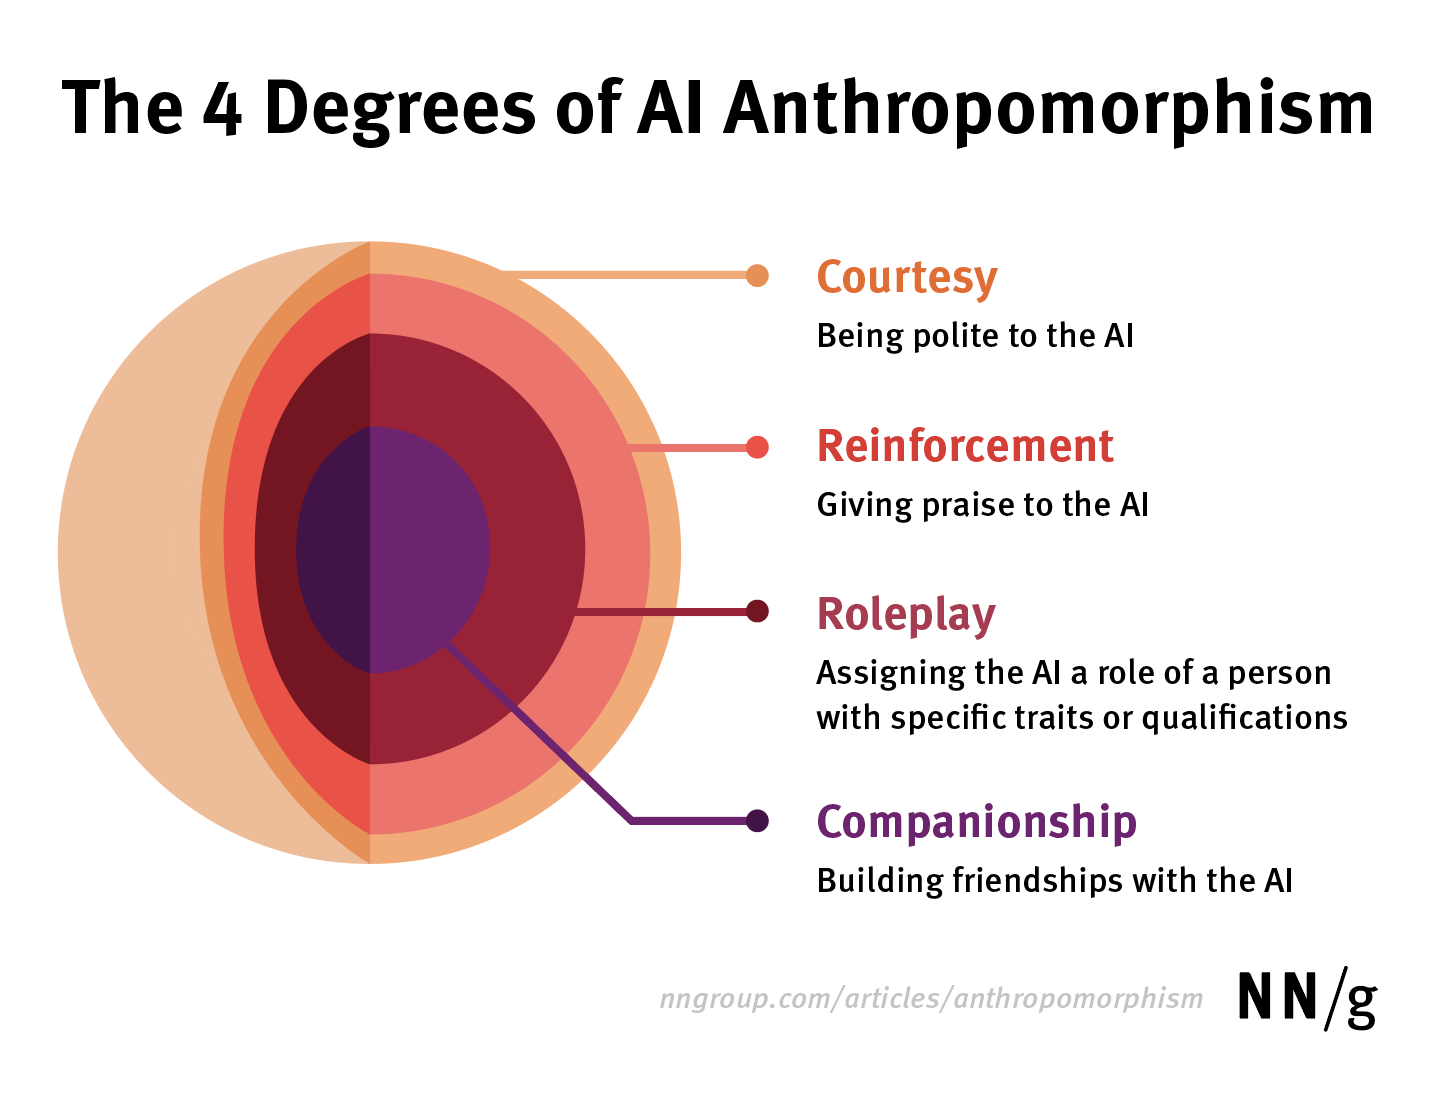 The 4 Degrees of AI Anthropomorphism
Courtesy
Being polite to the AI
Reinforcement
Giving praise to the AI
Roleplay
Assigning the AI a role of a person
with specific traits or qualifications
Companionship
Building friendships with the AI
nngroup.com/articles/anthropomorphism
NN/g